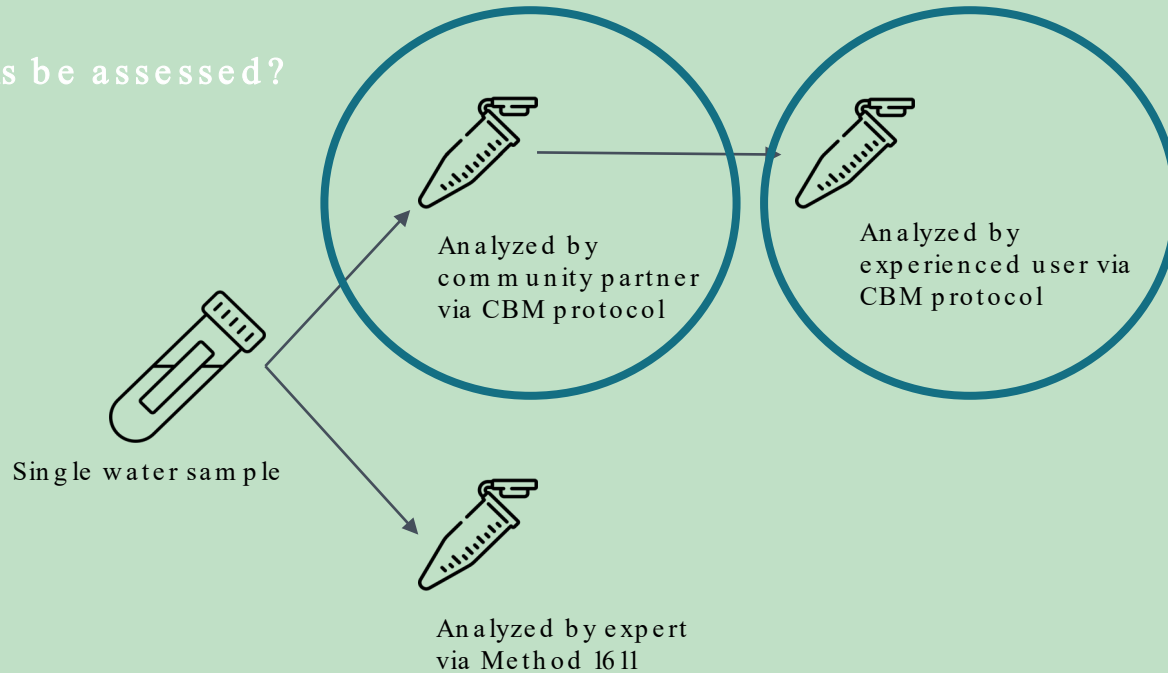 s be assessed?
Analyzed by
community partner
via CBM protocol
Analyzed by
experienced user via
CBM protocol
Single water sample
Analyzed by expert
via Method 1611